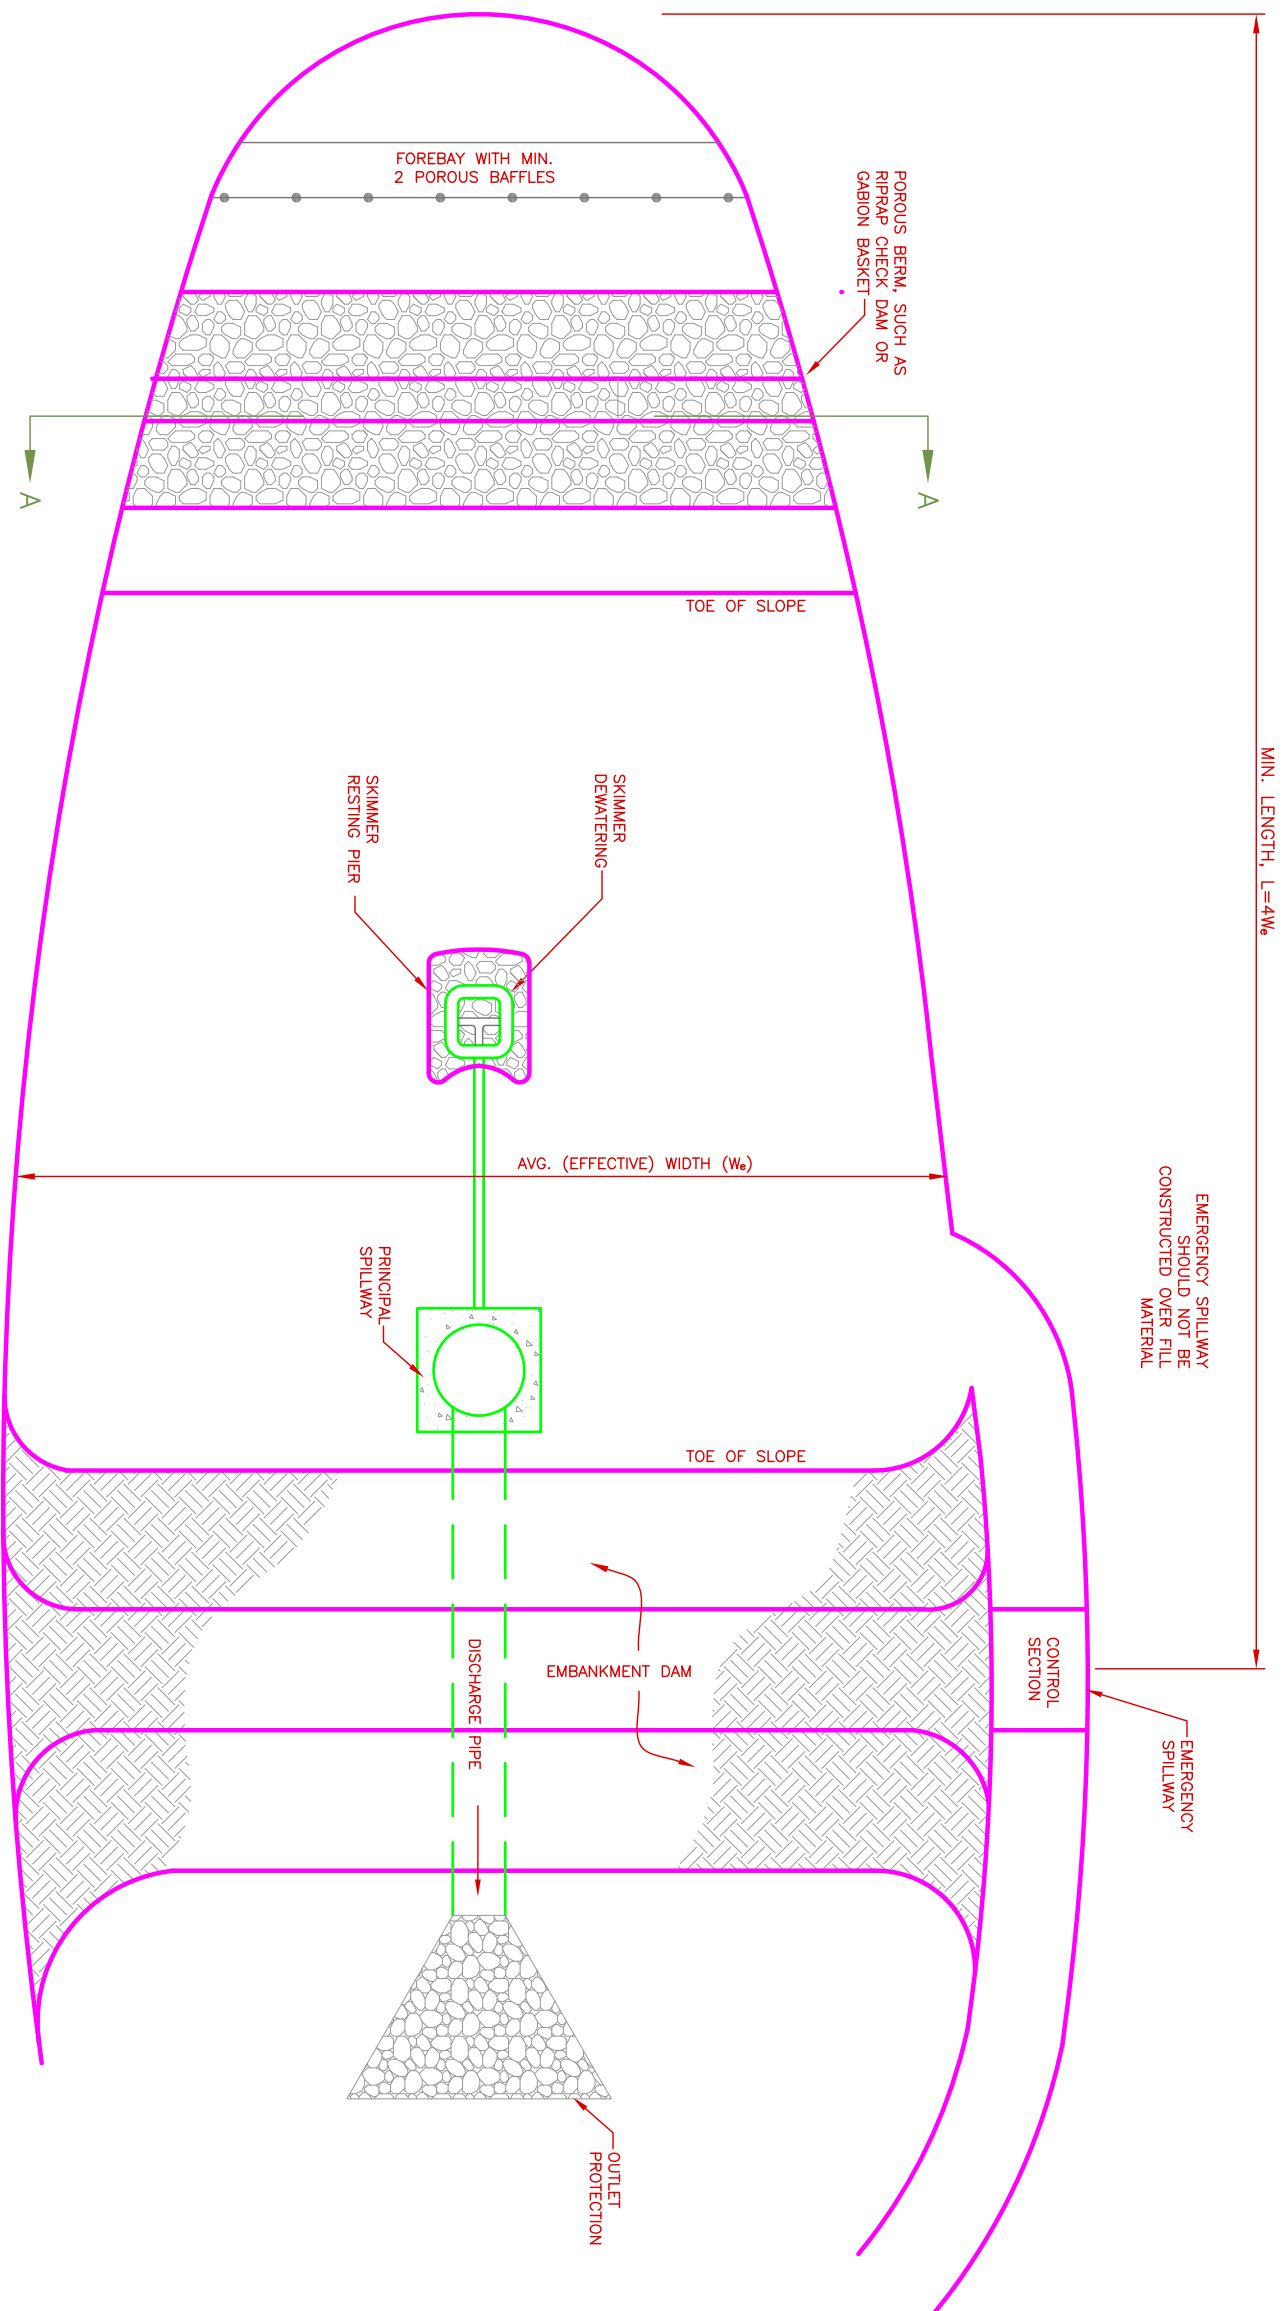 FOREBAY WITH MIN.
2 POROUS BAFFLES
POROUS BERM, SUCH AS
RIPRAP CHECK DAM OR
GABION BASKET
A
A
TOE OF SLOPE
MIN. LENGTH, L=4We
SKIMMER
DEWATERING
SKIMMER
RESTING PIER
AVG. (EFFECTIVE) WIDTH (We)
EMERGENCY SPILLWAY
SHOULD NOT BE
CONSTRUCTED OVER FILL
MATERIAL
PRINCIPAL
SPILLWAY
TOE OF SLOPE
CONTROL
SECTION
EMBANKMENT DAM
DISCHARGE PIPE
EMERGENCY
SPILLWAY
OUTLET
PROTECTION